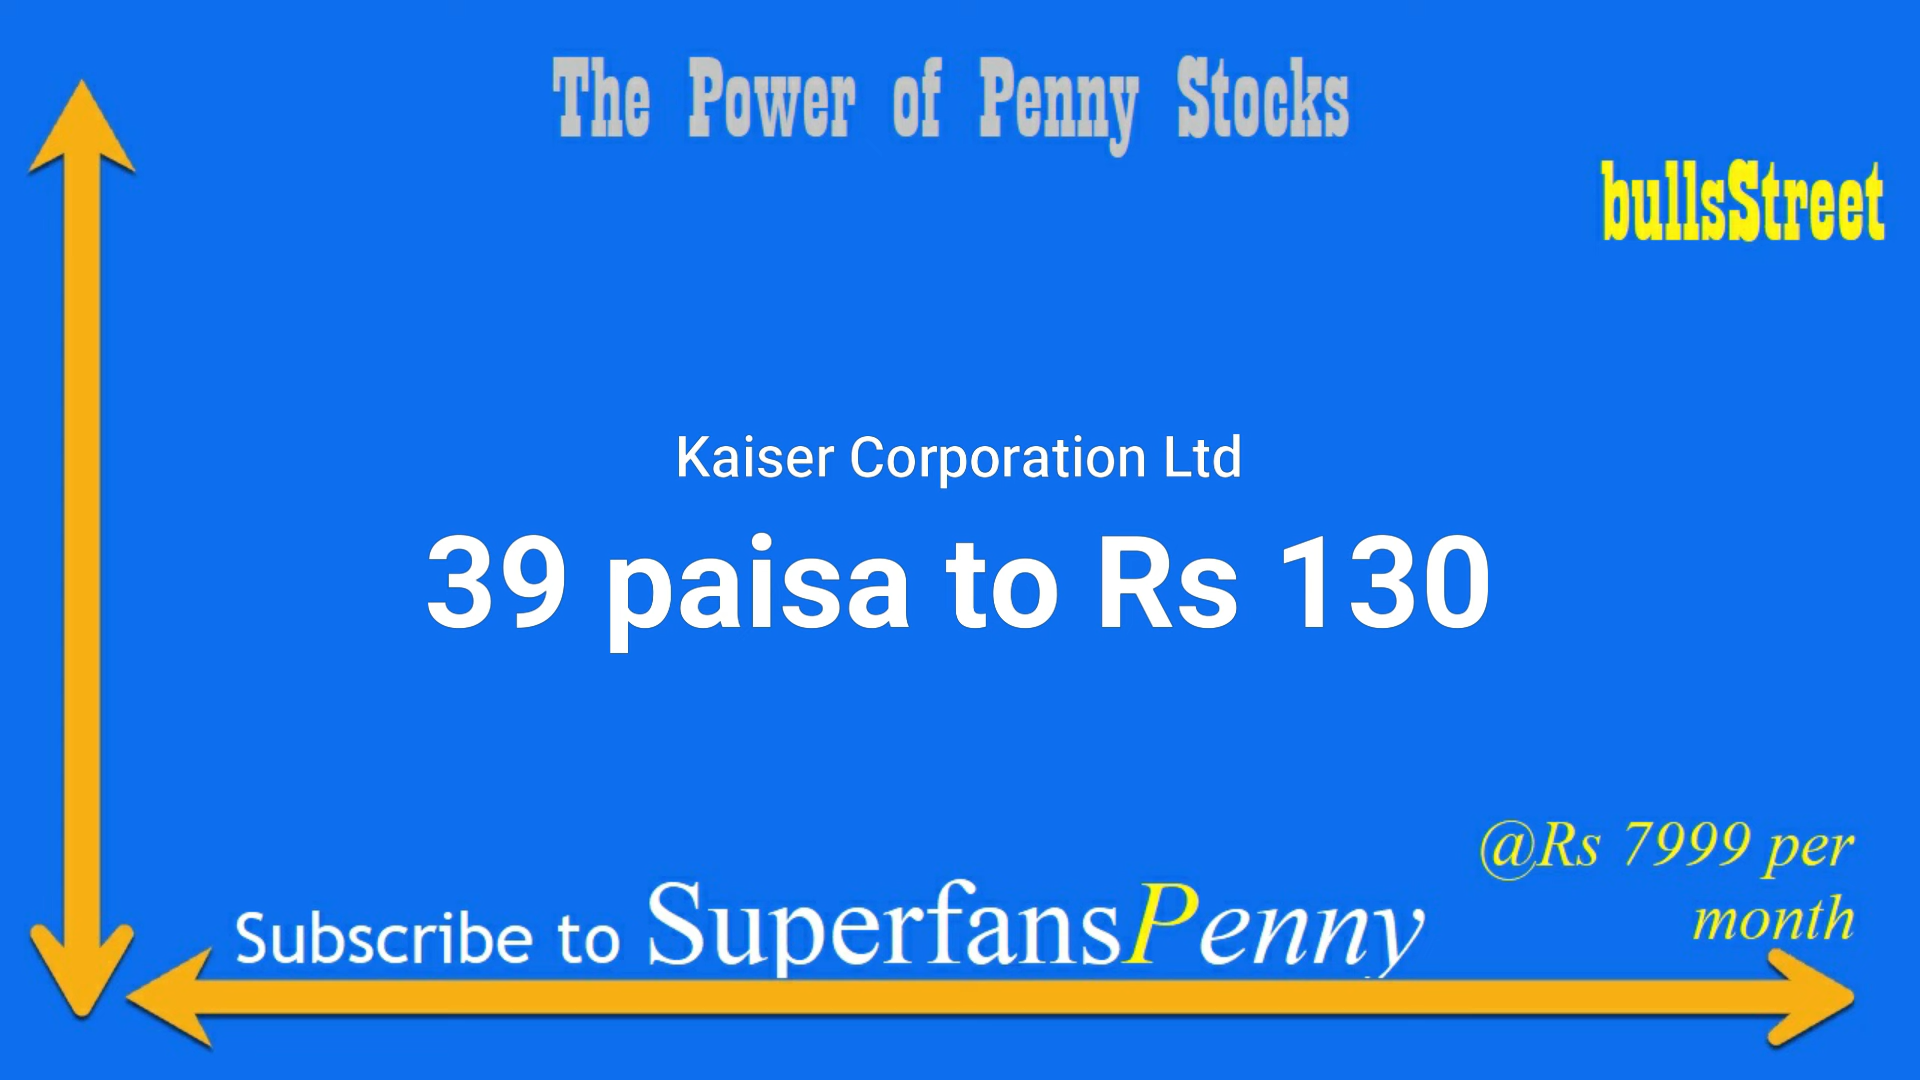 The Power of Penny Stocks
bullsStreet
Kaiser Corporation Ltd
39 paisa to Rs 130
@Rs 7999 per
month
Subscribe to SuperfansPenny